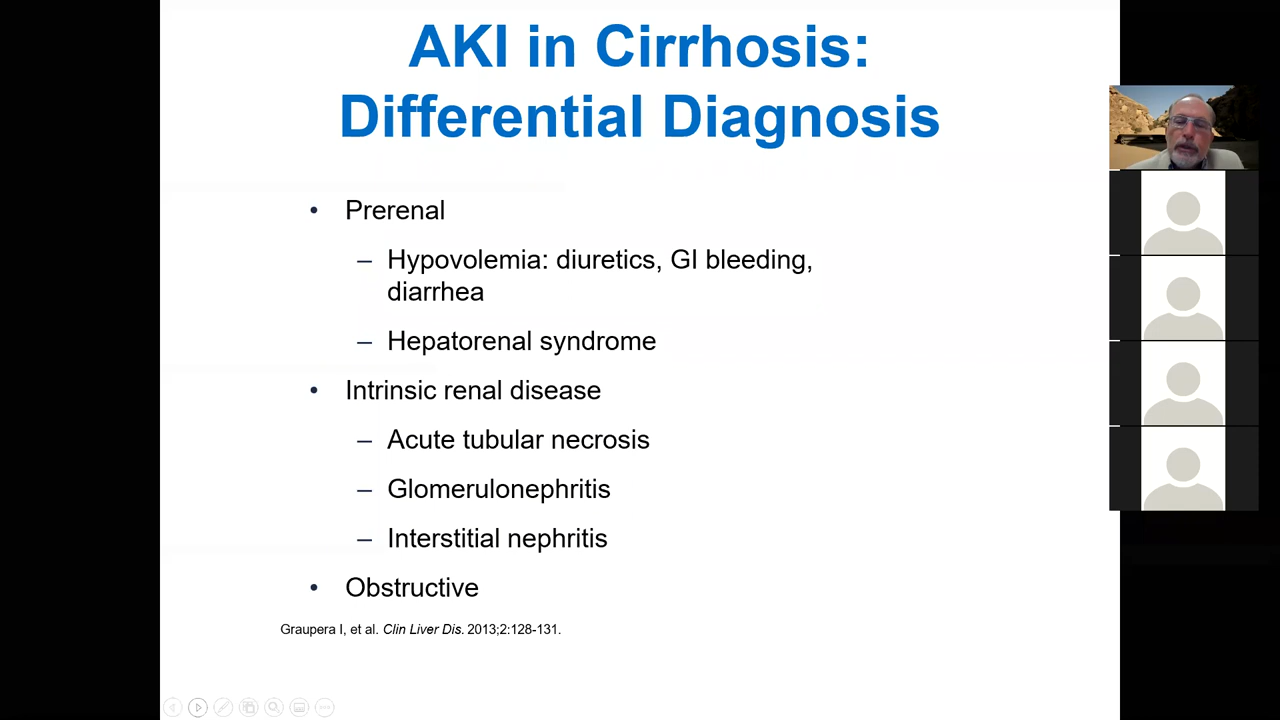 AKI in Cirrhosis:
Differential Diagnosis
• Prerenal
– Hypovolemia: diuretics, GI bleeding,
diarrhea
– Hepatorenal syndrome
• Intrinsic renal disease
– Acute tubular necrosis
– Glomerulonephritis
– Interstitial nephritis
• Obstructive
Graupera I, et al. Clin Liver Dis. 2013;2:128-131.